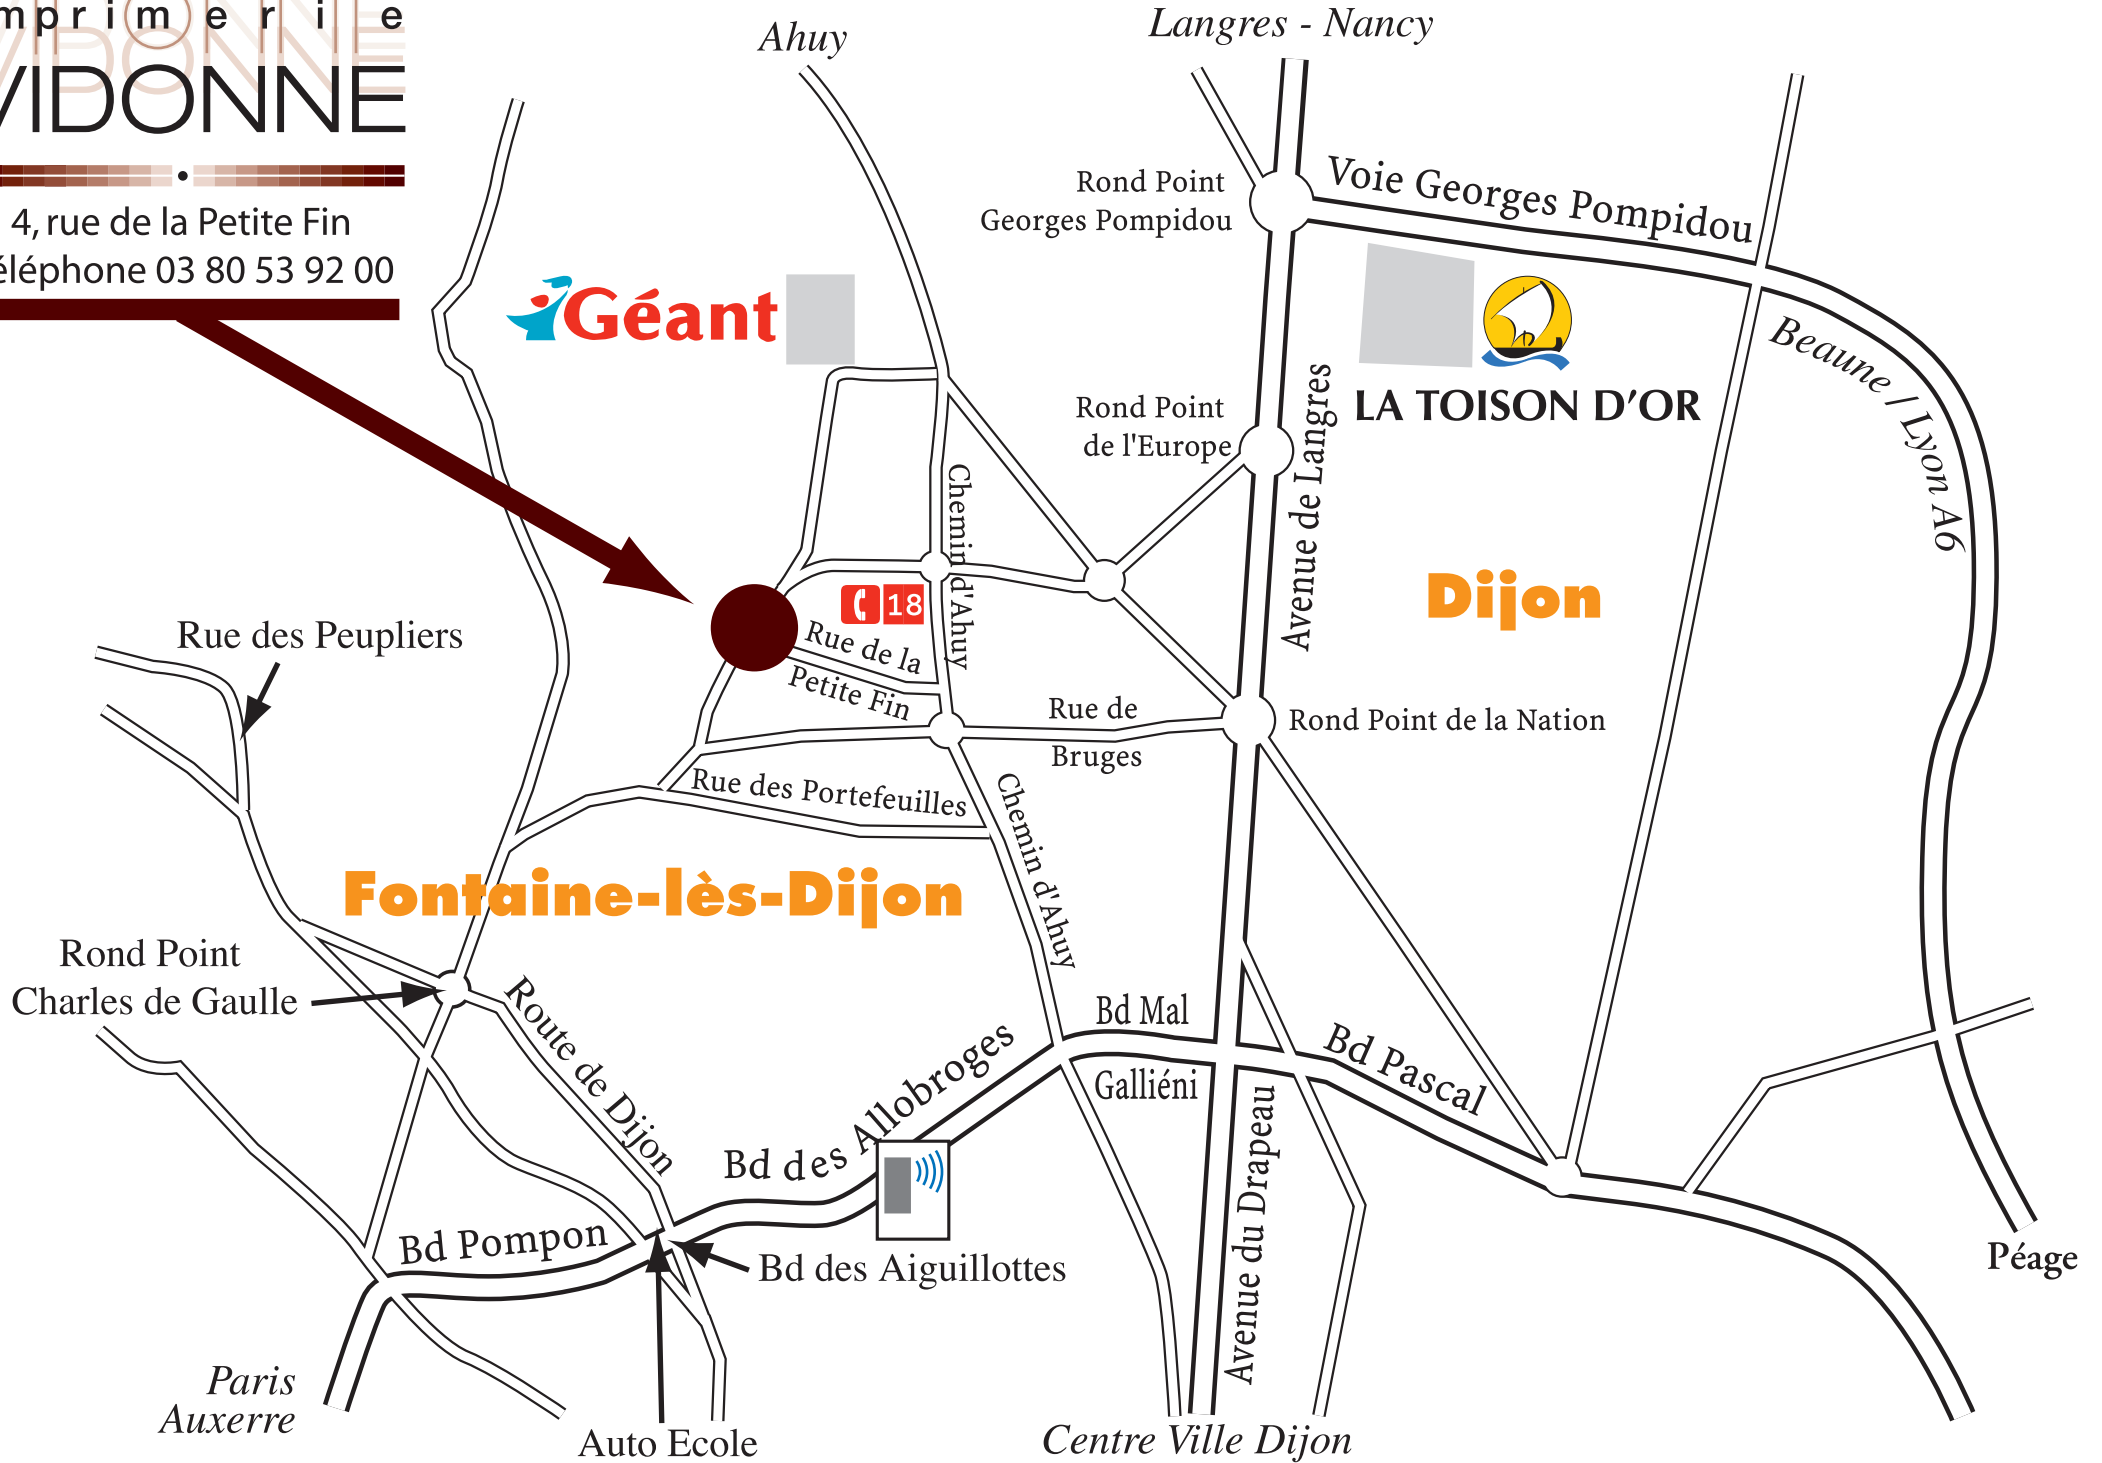 mprimerie
VIDONNE
4, rue de la Petite Fin
éléphone 03 80 53 92 00
Ahuy
Langres - Nancy
Rond Point
Georges Pompidou
Voie Georges Pompidou
Géant
LA TOISON D'OR
Beaune / Lyon A6
Rond Point
de l'Europe
Avenue de Langres
Chemin d'Ahuy
18
Dijon
Rue des Peupliers
Rue de la
Petite Fin
Rue de
Bruges
Rond Point de la Nation
Rue des Portefeuilles
Chemin d'Ahuy
Fontaine-lès-Dijon
Rond Point
Charles de Gaulle
Route de Dijon
Bd Mal
Galliéni
Bd Pascal
Bd des Allobroges
Avenue du Drapeau
Bd Pompon
Bd des Aiguillottes
Péage
Paris
Auxerre
Auto Ecole
Centre Ville Dijon